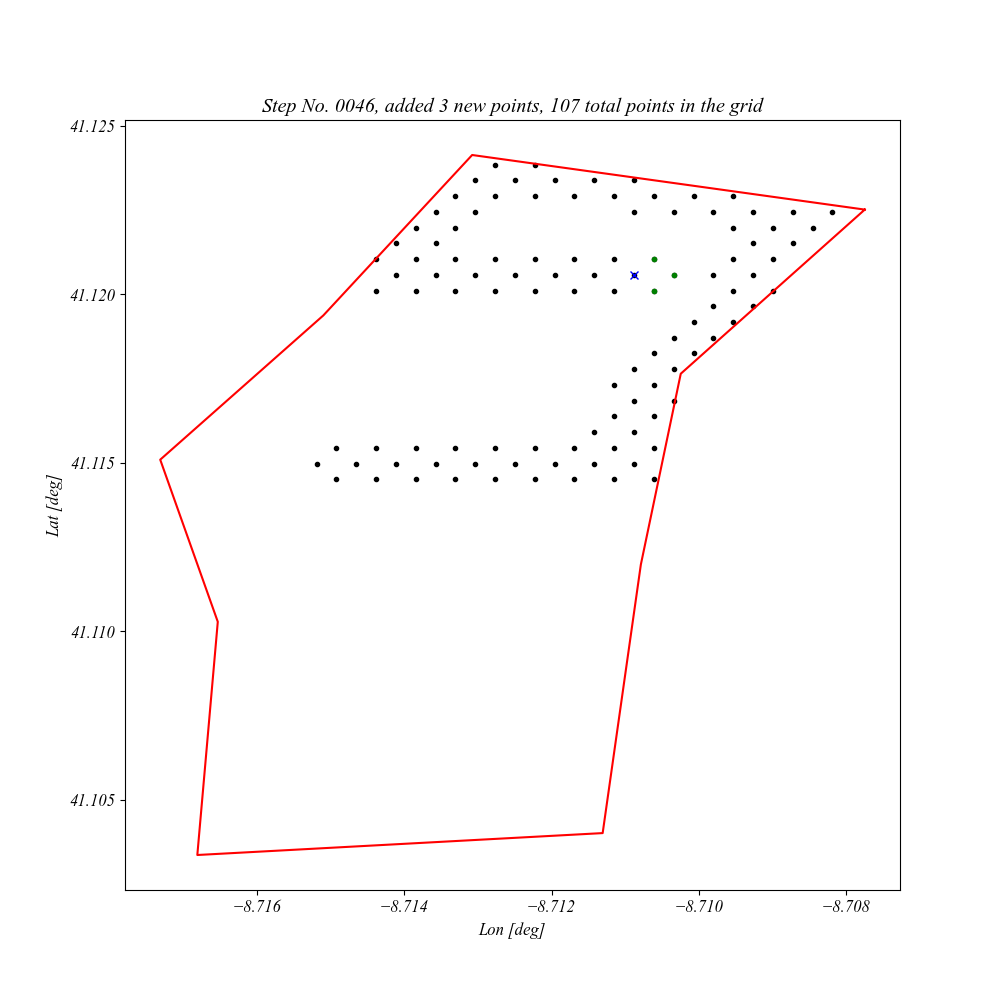 Step No. 0046, added 3 new points, 107 total points in the grid
41.125
41.120
41.115
41.110
41.105
Lat [deg]
−8.716 −8.714 −8.712 −8.710 −8.708
Lon [deg]